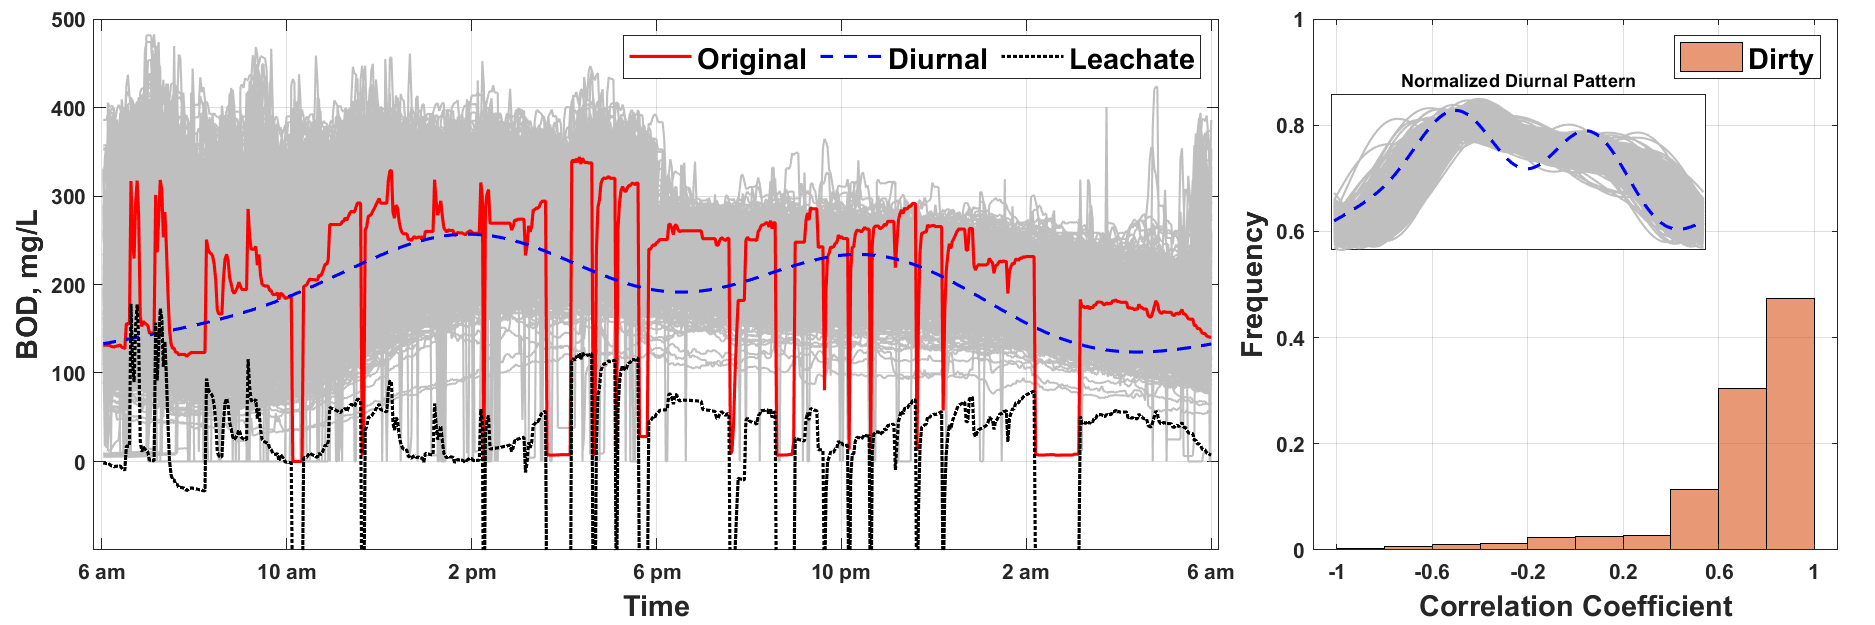 500
400
300
200
100
0
BOD, mg/L
Original
Diurnal
Leachate
6 am
10 am
2 pm
6 pm
10 pm
2 am
6 am
Time
1
0.8
0.6
0.4
0.2
0
Frequency
Dirty
Normalized Diurnal Pattern
-1
-0.6
-0.2
0.2
0.6
1
Correlation Coefficient